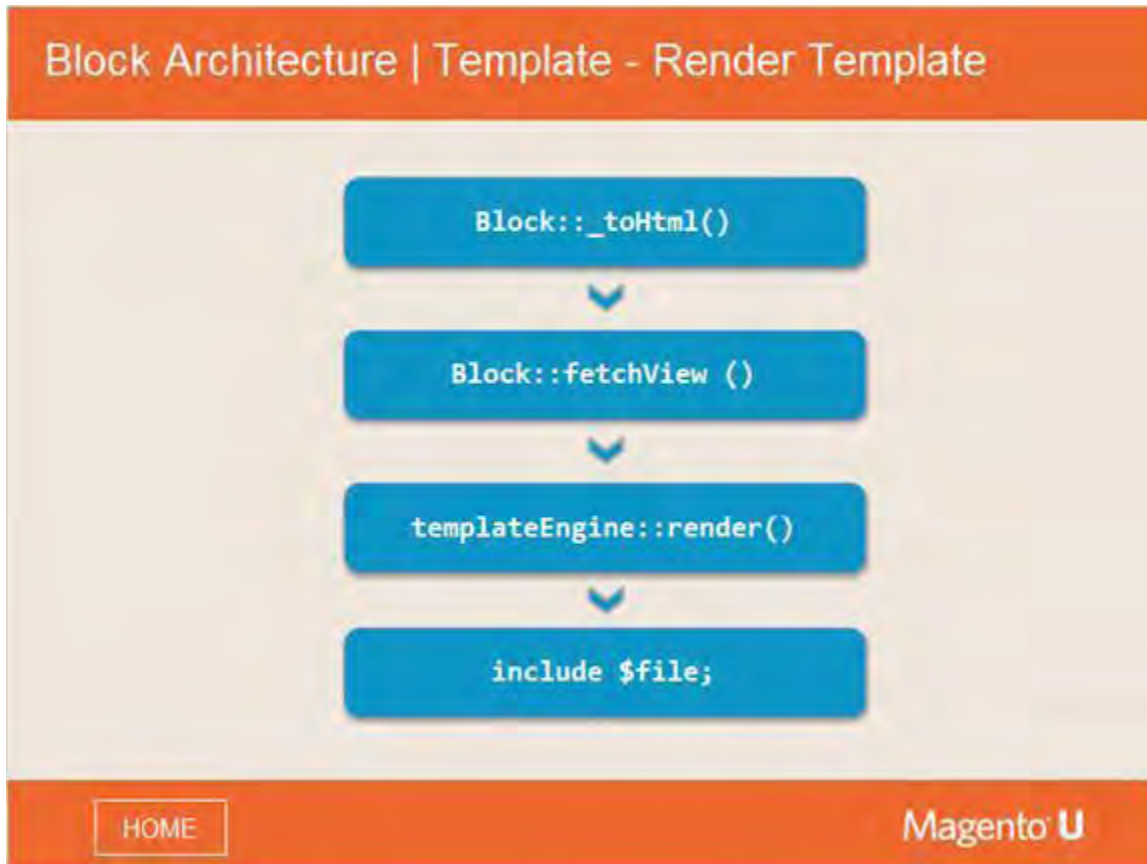 Block Architecture | Template - Render Template
Block::_toHtml()
Block::fetchView ()
templateEngine::render()
include $file;
HOME
Magento U